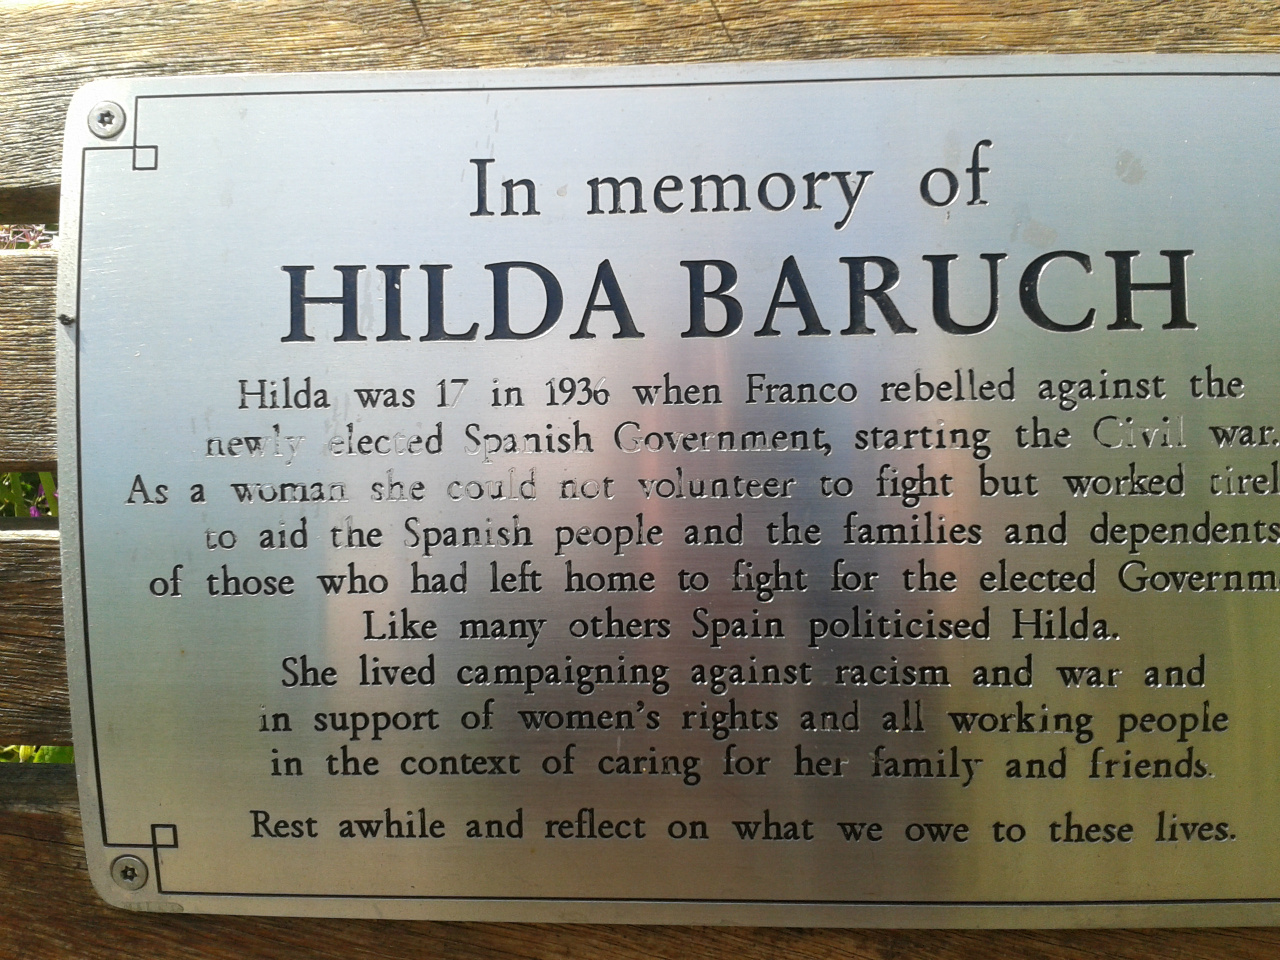 In memory of
HILDA BARUCH
Hilda was 17 in 1936 when Franco rebelled against the
newly elected Spanish Government, starting the Civil war.
As a woman she could not volunteer to fight but worked
to aid the Spanish people and the families and dependents
of those who had left home to fight for the elected
Like many others Spain politicised Hilda.
She lived campaigning against racism and war and
in support of women's rights and all working people
in the context of caring for her family and friends.
Rest awhile and reflect on what we owe to these lives.